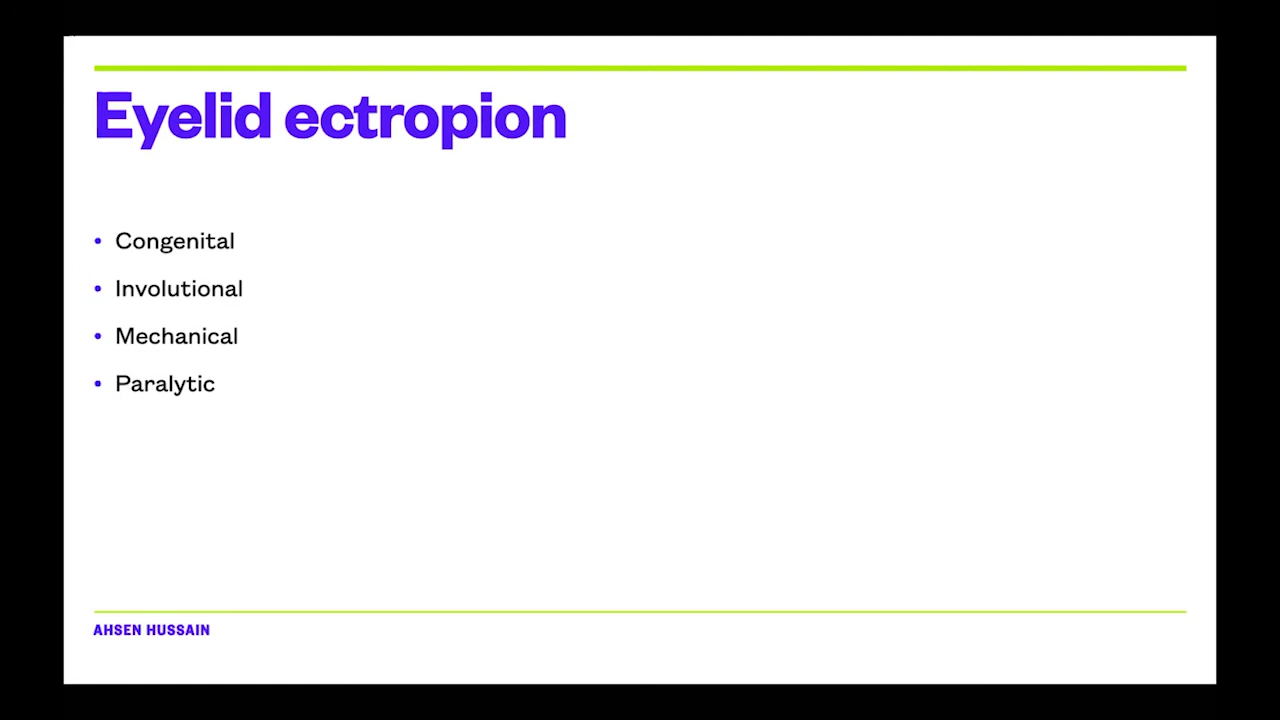 Eyelid ectropion
• Congenital
• Involutional
• Mechanical
• Paralytic
AHSEN HUSSAIN